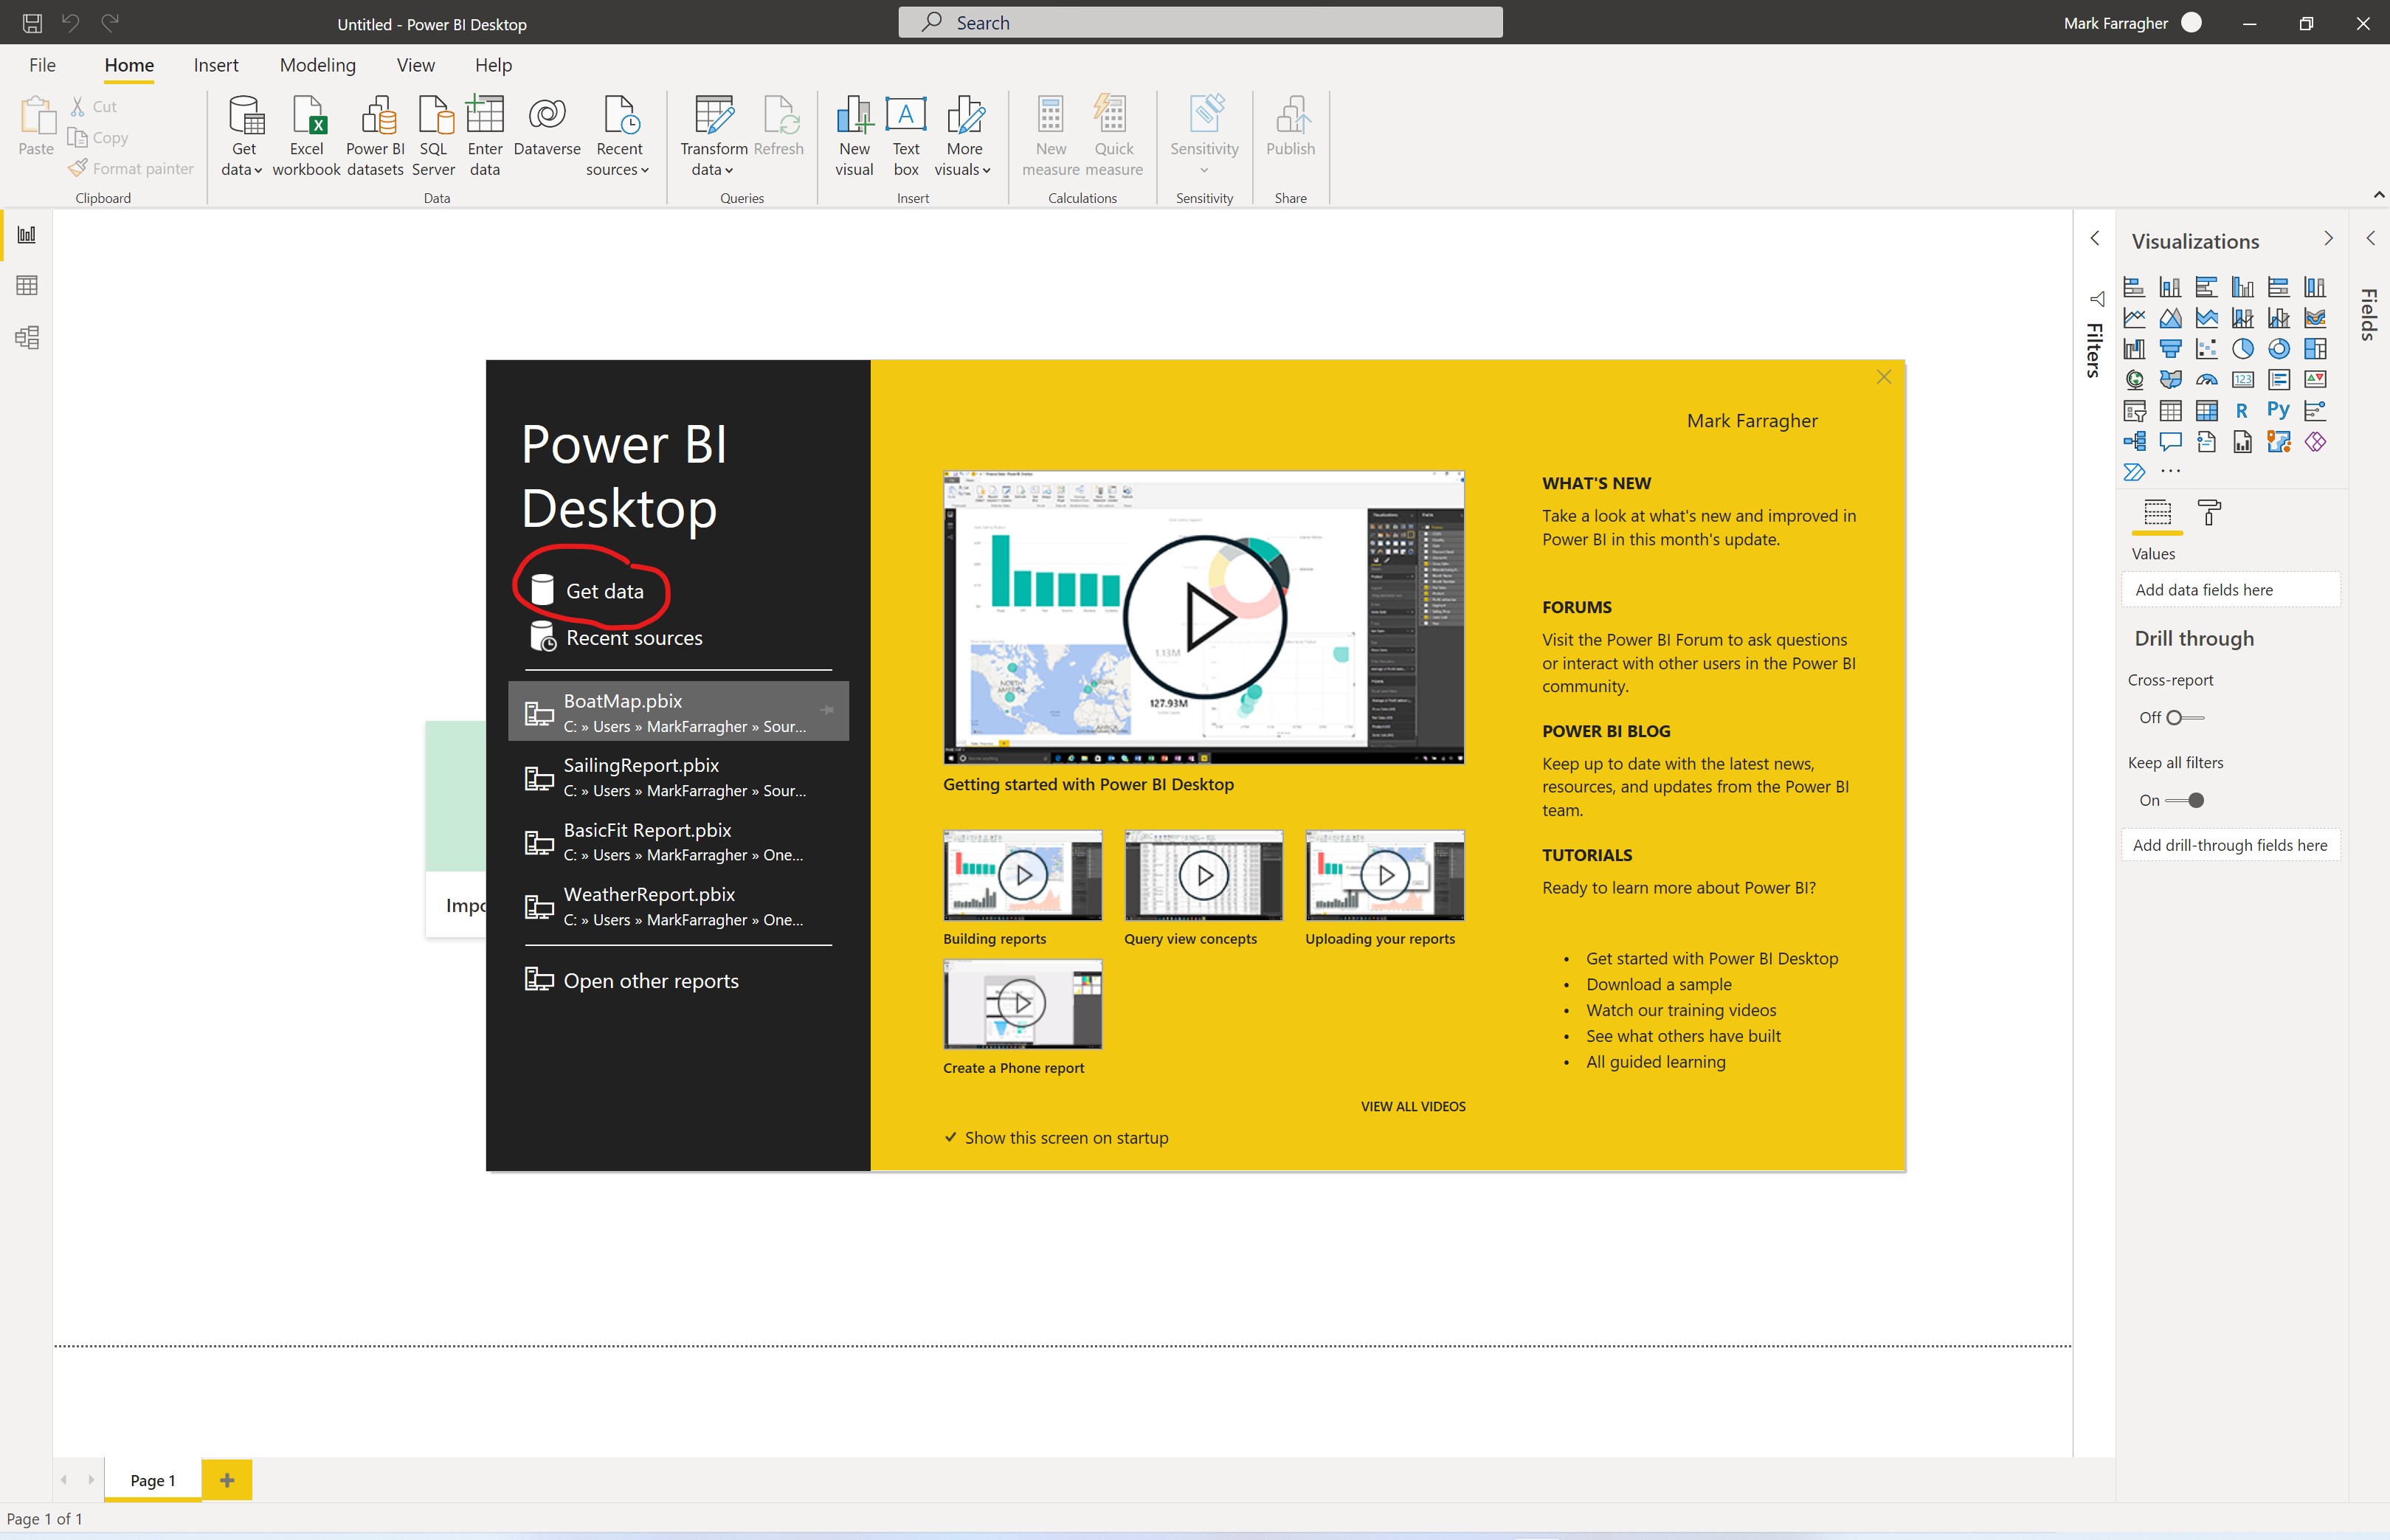 Untitled - Power BI Desktop
Search
Mark Farragher
File Home Insert Modeling View Help
Paste
Cut
Copy
Format painter
Clipboard
Get data
Excel workbook
Power BI datasets
SQL Server
Enter data
Dataverse
Recent sources
Data
Transform data
Refresh
Queries
New visual
Text box
More visuals
Insert
New measure
Quick measure
Calculations
Sensitivity
Sensitivity
Publish
Share
Power BI
Desktop
Get data
Recent sources
BoatMap.pbix
C: » Users » MarkFarragher » Sour...
SailingReport.pbix
C: » Users » MarkFarragher » Sour...
BasicFit Report.pbix
C: » Users » MarkFarragher » One...
WeatherReport.pbix
C: » Users » MarkFarragher » One...
Open other reports
Impo
Mark Farragher
1.13M
127.93M
Getting started with Power BI Desktop
Building reports
Query view concepts
Uploading your reports
Create a Phone report
VIEW ALL VIDEOS
Show this screen on startup
WHAT'S NEW
Take a look at what's new and improved in
Power BI in this month's update.
FORUMS
Visit the Power BI Forum to ask questions
or interact with other users in the Power BI
community.
POWER BI BLOG
Keep up to date with the latest news,
resources, and updates from the Power BI
team.
TUTORIALS
Ready to learn more about Power BI?
• Get started with Power BI Desktop
• Download a sample
• Watch our training videos
• See what others have built
• All guided learning
Filters
Visualizations
123
R
Py
Values
Add data fields here
Drill through
Cross-report
Off
Keep all filters
On
Add drill-through fields here
Fields
Page 1
Page 1 of 1